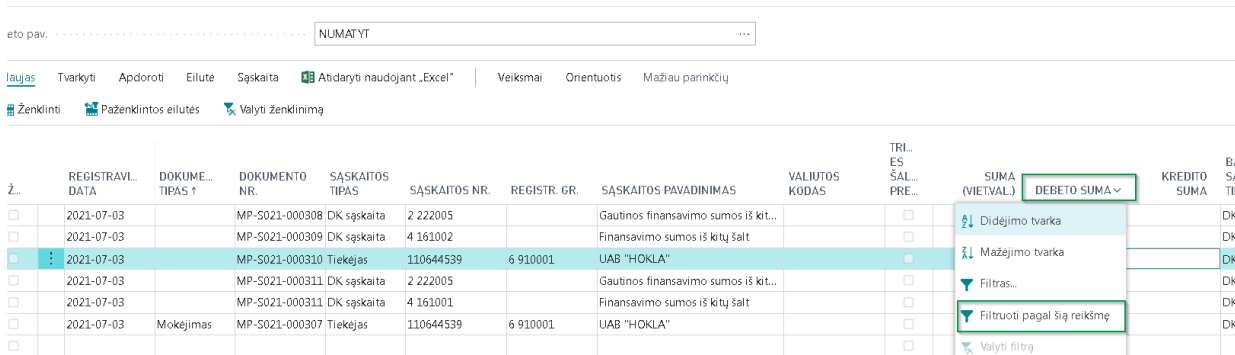 eto pav. NUMATYT ...
laujas Tvarkyti Apdoroti Eilutė Sąskaita Atidaryti naudojant „Excel“ Veiksmai Orientuotis Mažiau parinkčių
Ženklinti Paženklintos eilutės Valyti ženklinimą
Ž... REGISTRAVI... DATA DOKUME... TIPAS ↑ DOKUMENTO NR. SĄSKAITOS TIPAS SĄSKAITOS NR. REGISTR. GR. SĄSKAITOS PAVADINIMAS VALIUTOS KODAS TRI... ES ŠAL... PRE... SUMA (VIET.VAL.) DEBETO SUMA KREDITO SUMA
2021-07-03 MP-S021-000308 DK sąskaita 2 222005 Gautinos finansavimo sumos iš kit... DK
2021-07-03 MP-S021-000309 DK sąskaita 4 161002 Finansavimo sumos iš kitų šalt DK
2021-07-03 MP-S021-000310 Tiekėjas 110644539 6 910001 UAB "HOKLA" DK
2021-07-03 MP-S021-000311 DK sąskaita 2 222005 Gautinos finansavimo sumos iš kit... DK
2021-07-03 MP-S021-000311 DK sąskaita 4 161001 Finansavimo sumos iš kitų šalt DK
2021-07-03 Mokėjimas MP-S021-000307 Tiekėjas 110644539 6 910001 UAB "HOKLA" DK
Didėjimo tvarka
Mažėjimo tvarka
Filtras...
Filtruoti pagal šią reikšmę
Valyti filtrą